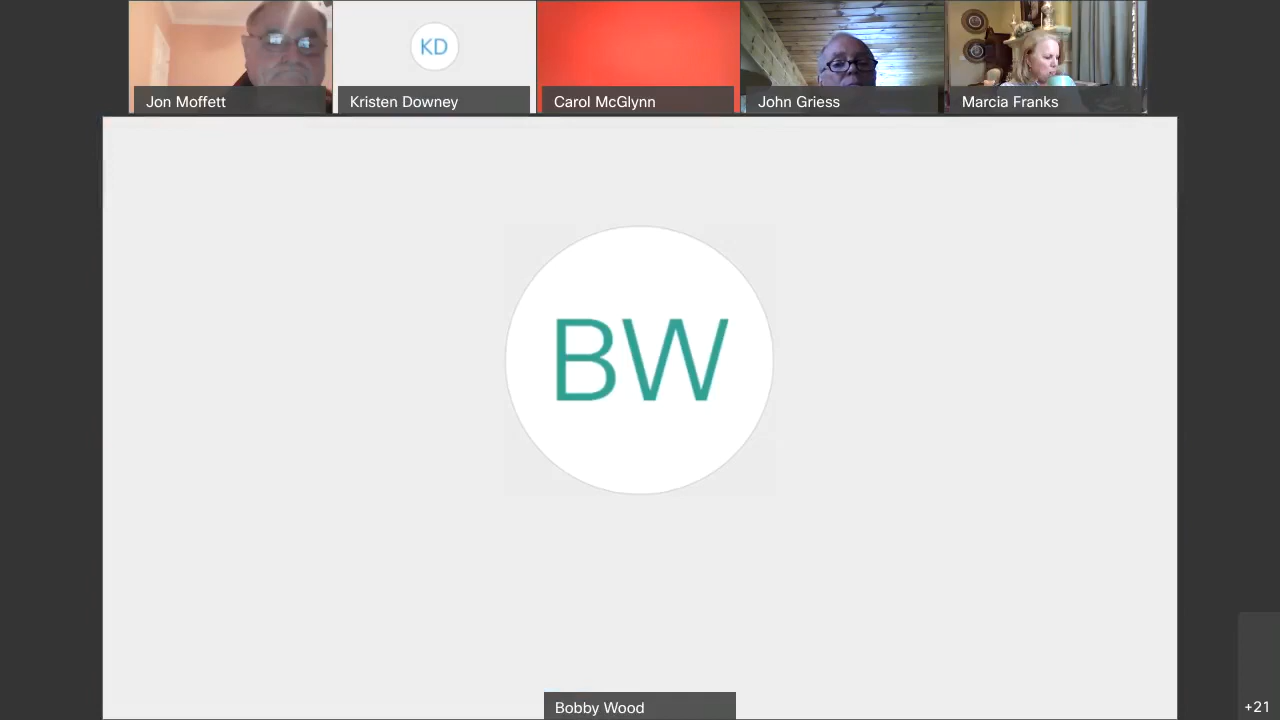 KD
Jon Moffett
Kristen Downey
Carol McGlynn
John Griess
Marcia Franks
BW
Bobby Wood
+21